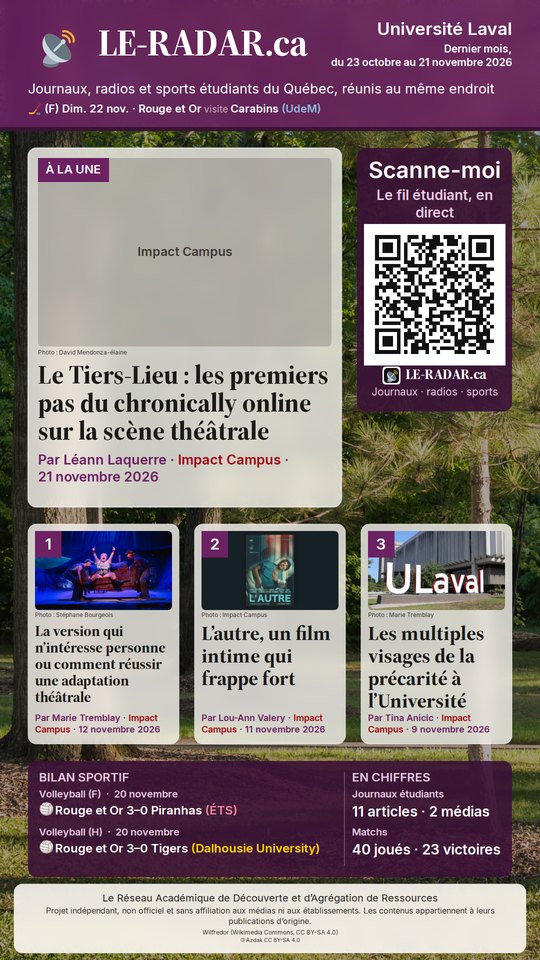 LE-RADAR.ca
Université Laval
Dernier mois,
du 23 octobre au 21 novembre 2026
Journaux, radios et sports étudiants du Québec, réunis au même endroit
(F) Dim. 22 nov. · Rouge et Or visite Carabins (UdeM)
À LA UNE
Impact Campus
Photo : David Mendonza-élaine
Le Tiers-Lieu : les premiers
pas du chronically online
sur la scène théâtrale
Par Léann Laquerre · Impact Campus ·
21 novembre 2026
Scanne-moi
Le fil étudiant, en
direct
LE-RADAR.ca
Journaux · radios · sports
1
Photo : Stéphane Bourgeois
La version qui
n’intéresse personne
ou comment réussir
une adaptation
théâtrale
Par Marie Tremblay · Impact
Campus · 12 novembre 2026
2
L’AUTRE
Photo : Impact Campus
L’autre, un film
intime qui
frappe fort
Par Lou-Ann Valery · Impact
Campus · 11 novembre 2026
3
ULaval
Photo : Marie Tremblay
Les multiples
visages de la
précarité à
l’Université
Par Tina Anicic · Impact
Campus · 9 novembre 2026
BILAN SPORTIF
Volleyball (F) · 20 novembre
Rouge et Or 3–0 Piranhas (ÉTS)
Volleyball (H) · 20 novembre
Rouge et Or 3–0 Tigers (Dalhousie University)
EN CHIFFRES
Journaux étudiants
11 articles · 2 médias
Matchs
40 joués · 23 victoires
Le Réseau Académique de Découverte et d’Agrégation de Ressources
Projet indépendant, non officiel et sans affiliation aux médias ni aux établissements. Les contenus appartiennent à leurs
publications d’origine.
Wilfredor (Wikimedia Commons, CC BY-SA 4.0)
Azdak CC BY-SA 4.0